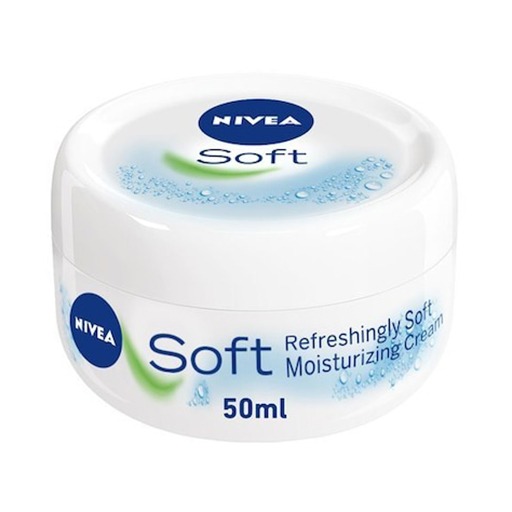 NIVEA
Soft
NIVEA
Soft
Refreshingly Soft
Moisturizing Cream
50ml